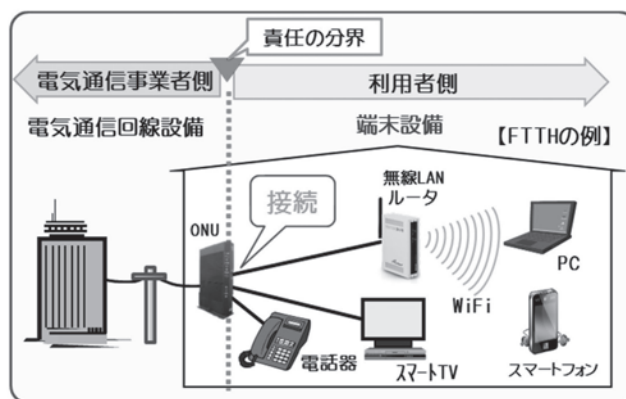 責任の分界
電気通信事業者側
利用者側
電気通信回線設備
端末設備
【FTTHの例】
無線LAN
ルータ
接続
ONU
PC
WiFi
電話器
スマートTV
スマートフォン